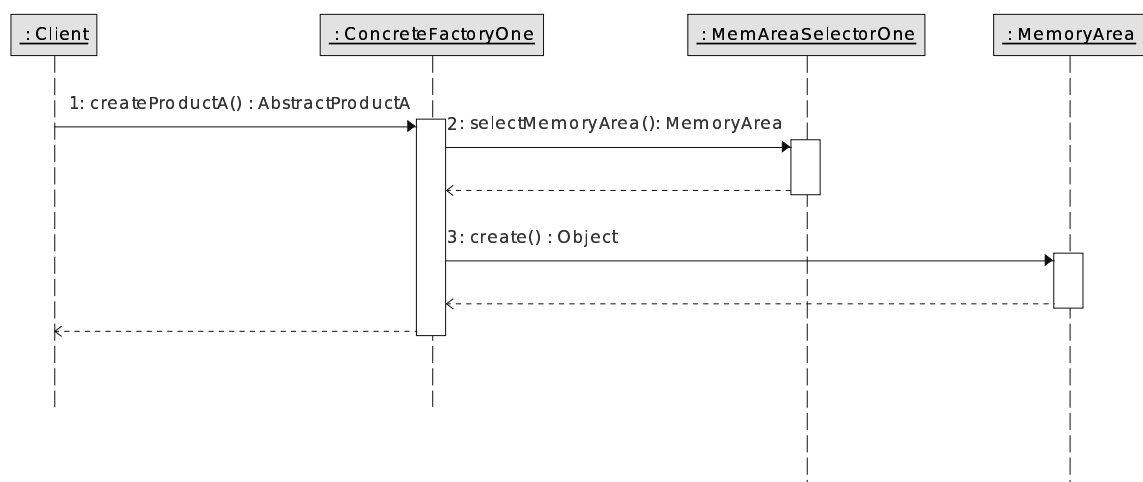 : Client
: ConcreteFactoryOne
: MemAreaSelectorOne
: MemoryArea
1: createProductA() : AbstractProductA
2: selectMemoryArea(): MemoryArea
3: create() : Object